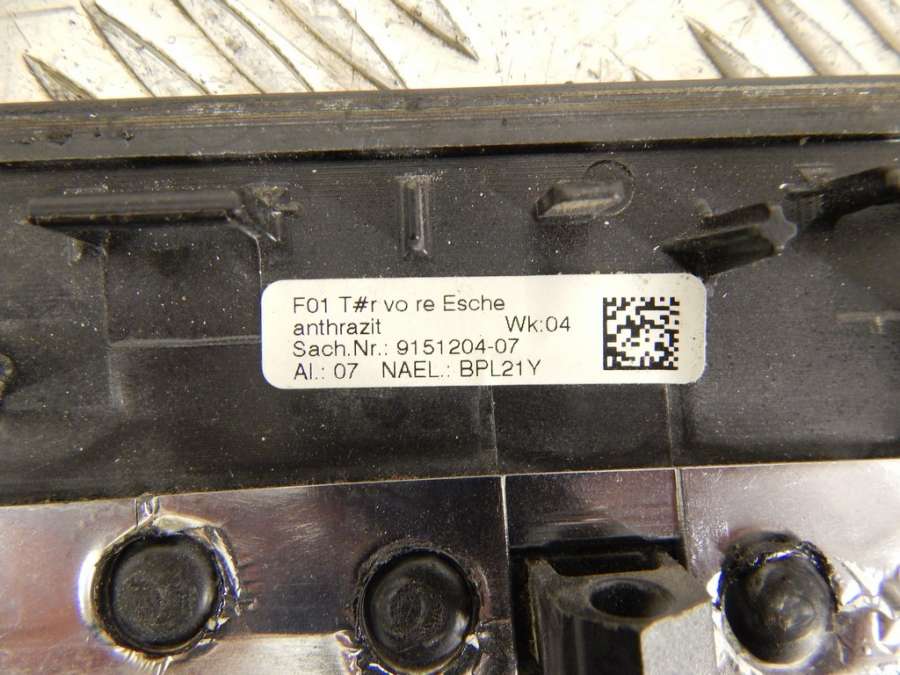 F01 T#r vo re Esche
anthrazit Wk:04
Sach.Nr.: 9151204-07
Al.: 07 NAEL.: BPL21Y